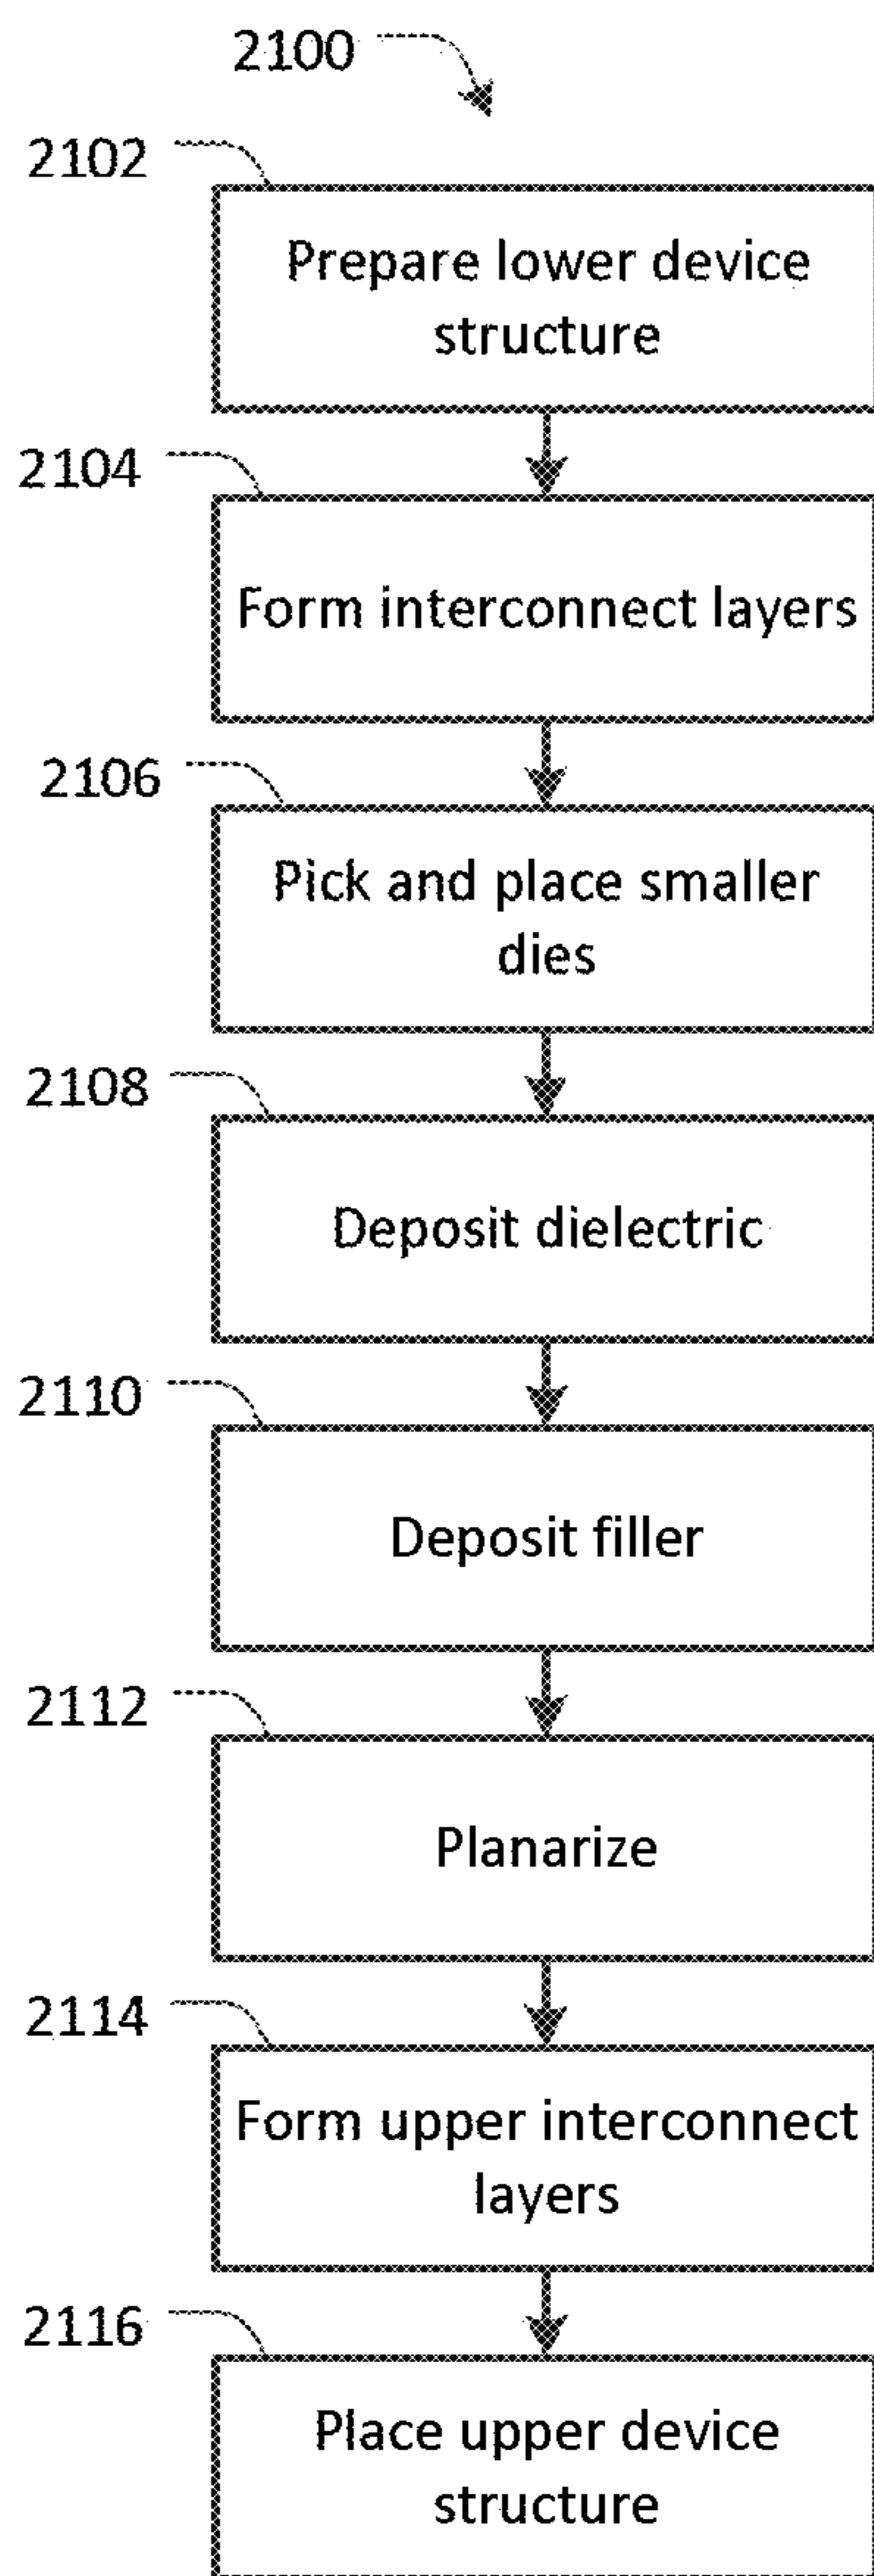 2100
2102
Prepare lower device
structure
2104
Form interconnect layers
2106
Pick and place smaller
dies
2108
Deposit dielectric
2110
Deposit filler
2112
Planarize
2114
Form upper interconnect
layers
2116
Place upper device
structure